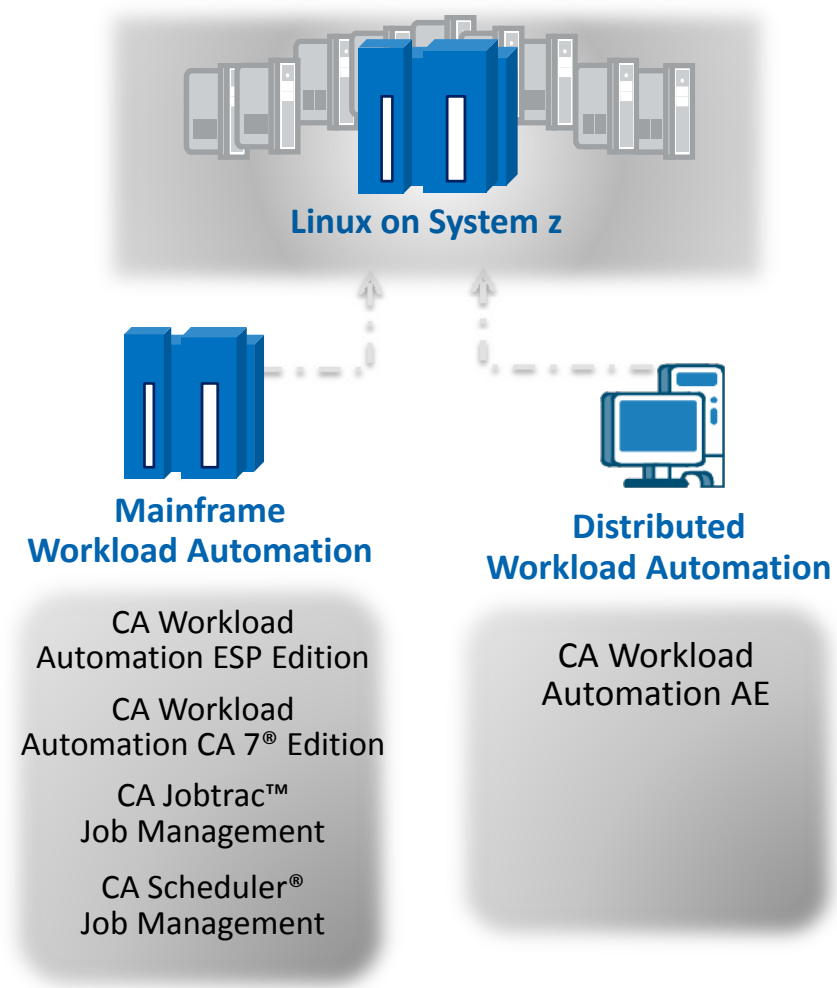 Linux on System z
Mainframe
Workload Automation
Distributed
Workload Automation
CA Workload
Automation ESP Edition
CA Workload
Automation CA 7® Edition
CA Jobtrac™
Job Management
CA Scheduler®
Job Management
CA Workload
Automation AE